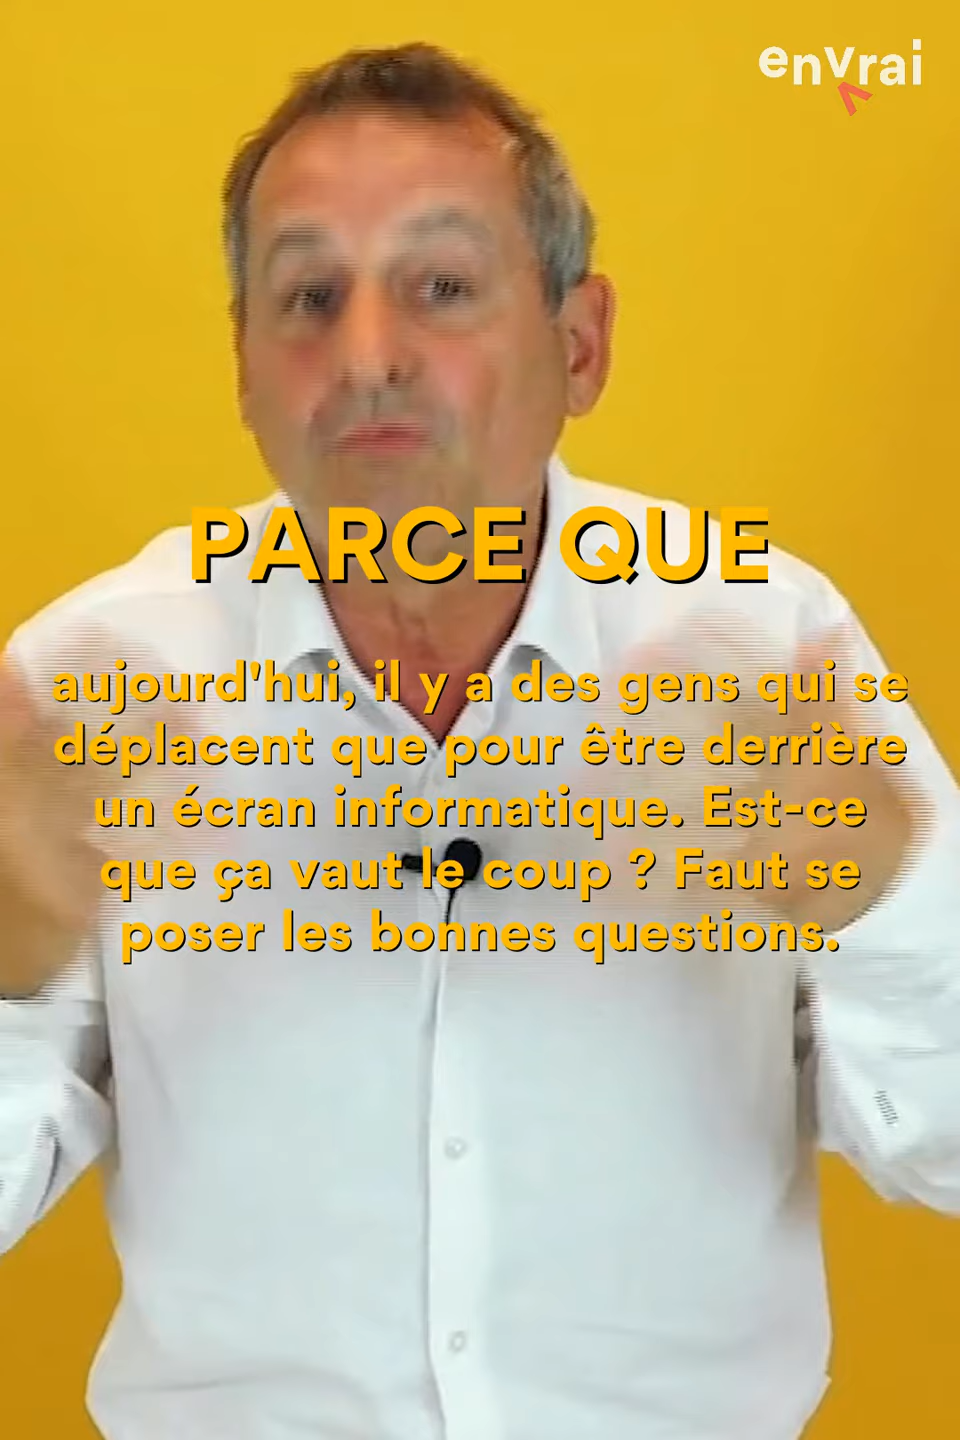 envrai
PARCE QUE
aujourd'hui, il y a des gens qui se
déplacent que pour être derrière
un écran informatique. Est-ce
que ça vaut le coup ? Faut se
poser les bonnes questions.